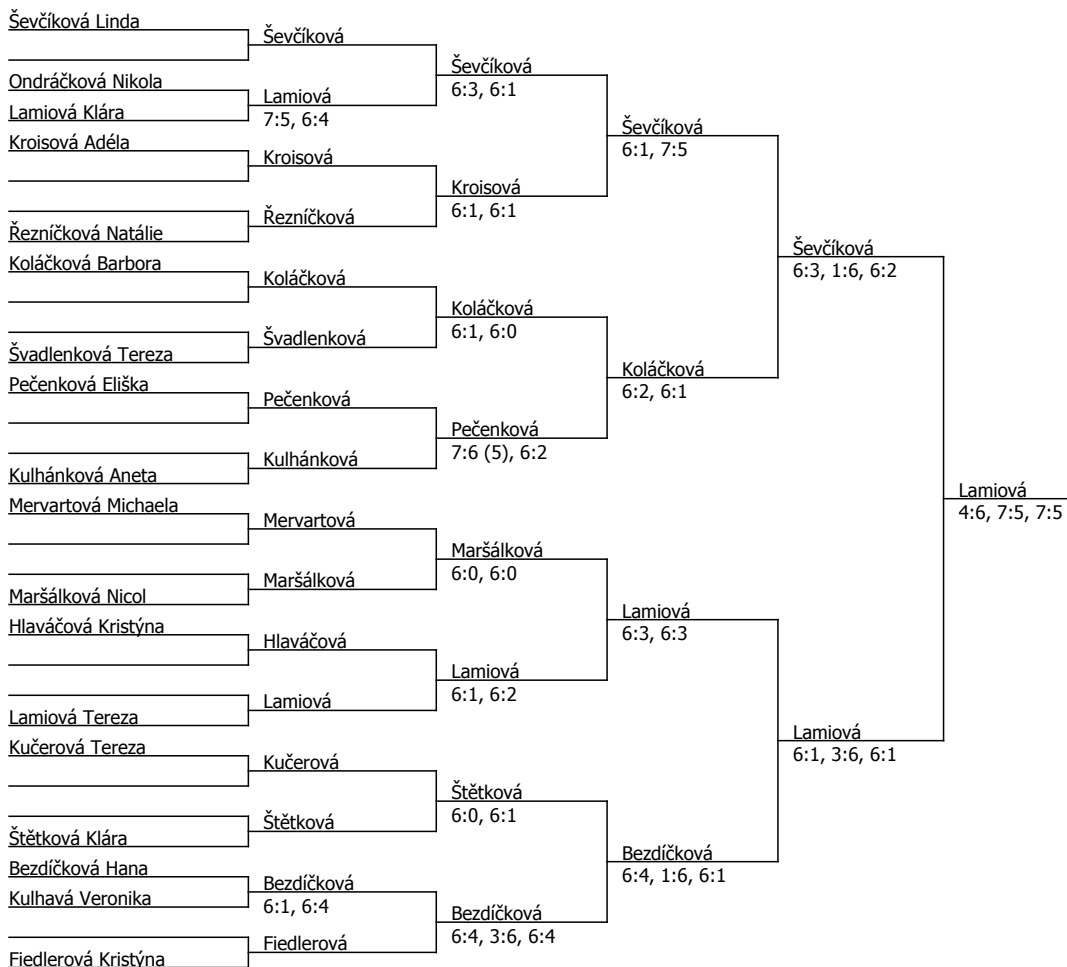 Ševčíková Linda
Ondráčková Nikola
Lamiová Klára
Kroisová Adéla
Řezníčková Natálie
Koláčková Barbora
Švadlenková Tereza
Pečenková Eliška
Kulhánková Aneta
Mervartová Michaela
Maršálková Nicol
Hlaváčová Kristýna
Lamiová Tereza
Kučerová Tereza
Štětková Klára
Bezdíčková Hana
Kulhavá Veronika
Fiedlerová Kristýna
Ševčíková
Lamiová
7:5, 6:4
Kroisová
Řezníčková
Koláčková
Švadlenková
Pečenková
Kulhánková
Mervartová
Maršálková
Hlaváčová
Lamiová
Kučerová
Štětková
Bezdíčková
6:1, 6:4
Fiedlerová
Ševčíková
6:3, 6:1
Kroisová
6:1, 6:1
Koláčková
6:1, 6:0
Pečenková
7:6 (5), 6:2
Maršálková
6:0, 6:0
Lamiová
6:1, 6:2
Štětková
6:0, 6:1
Bezdíčková
6:4, 3:6, 6:4
Ševčíková
6:1, 7:5
Koláčková
6:2, 6:1
Lamiová
6:3, 6:3
Bezdíčková
6:4, 1:6, 6:1
Ševčíková
6:3, 1:6, 6:2
Lamiová
6:1, 3:6, 6:1
Lamiová
4:6, 7:5, 7:5